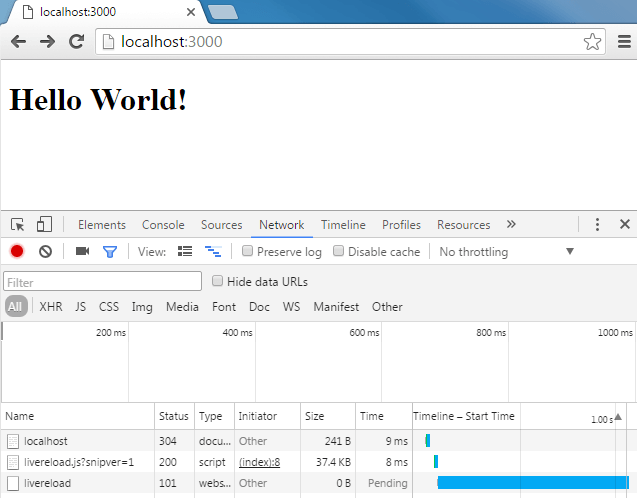 localhost:3000
localhost:3000
Hello World!
Elements Console Sources Network Timeline Profiles Resources »
View: Preserve log Disable cache No throttling
Filter Hide data URLs
All XHR JS CSS Img Media Font Doc WS Manifest Other
200 ms 400 ms 600 ms 800 ms 1000 ms
Name Status Type Initiator Size Time Timeline – Start Time 1.00 s
localhost 304 docu... Other 241 B 9 ms
livereload.js?snipver=1 200 script (index):8 37.4 KB 8 ms
livereload 101 webs... Other 0 B Pending